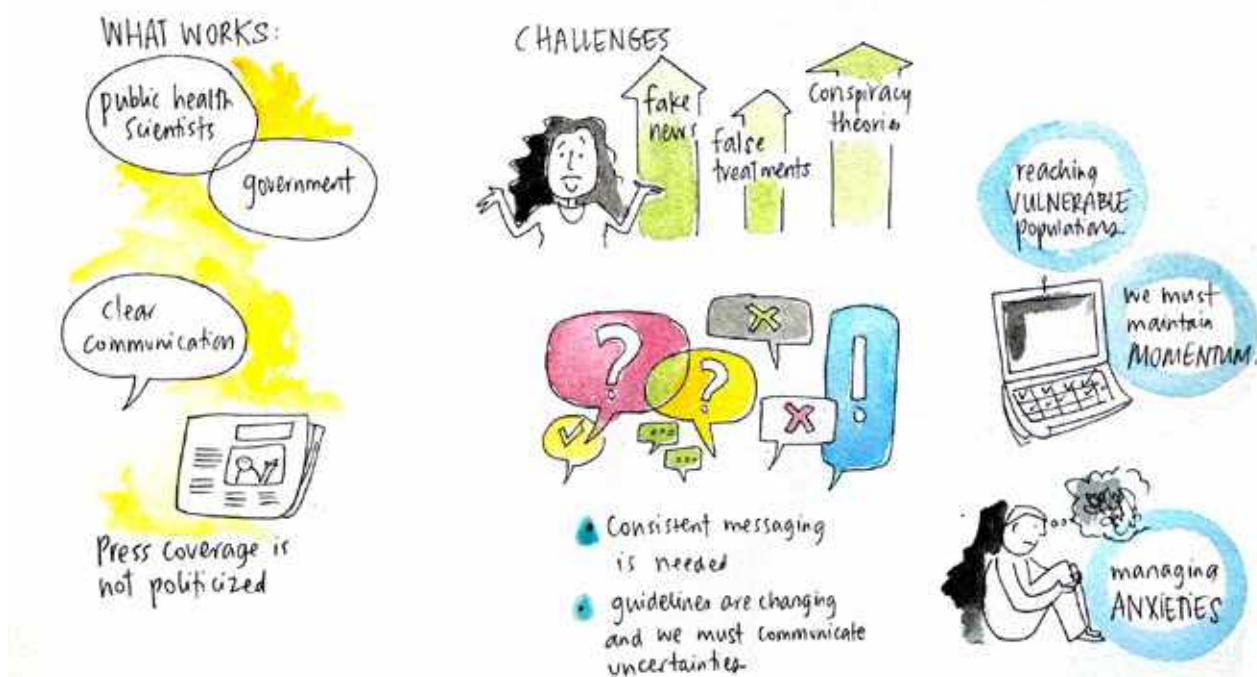 WHAT WORKS:
public health
scientists
government
clear
communication
Press coverage is
not politicized
CHALLENGES
fake
news
false
treatments
conspiracy
theories
consistent messaging
is needed
guidelines are changing
and we must communicate
uncertainties
reaching
VULNERABLE
populations
we must
maintain
MOMENTUM.
managing
ANXIETIES